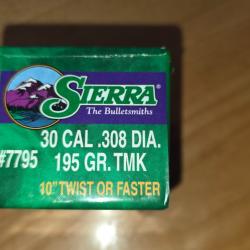 SIERRA®
The Bulletsmiths
30 CAL .308 DIA.
#7795 195 GR. TMK
10" TWIST OR FASTER